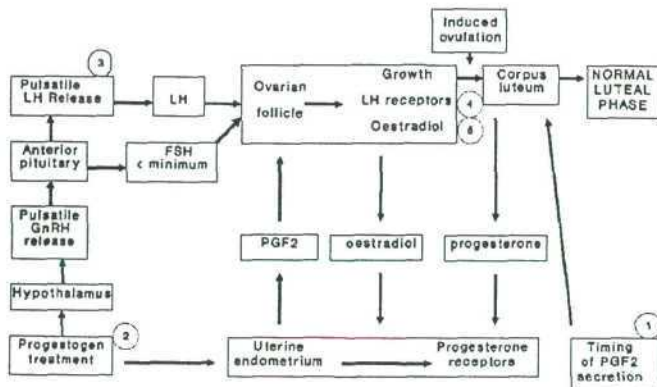 Induced
ovulation
3
Pulsatile
LH Release
LH
Ovarian
follicle
Growth
LH receptors
4
Oestradiol
5
Corpus
luteum
NORMAL
LUTEAL
PHASE
Anterior
pituitary
FSH
< minimum
Pulsatile
GnRH
release
PGF2
oestradiol
progesterone
Hypothalamus
Progestogen
treatment
2
Uterine
endometrium
Progesterone
receptors
1
Timing
of PGF2
secretion